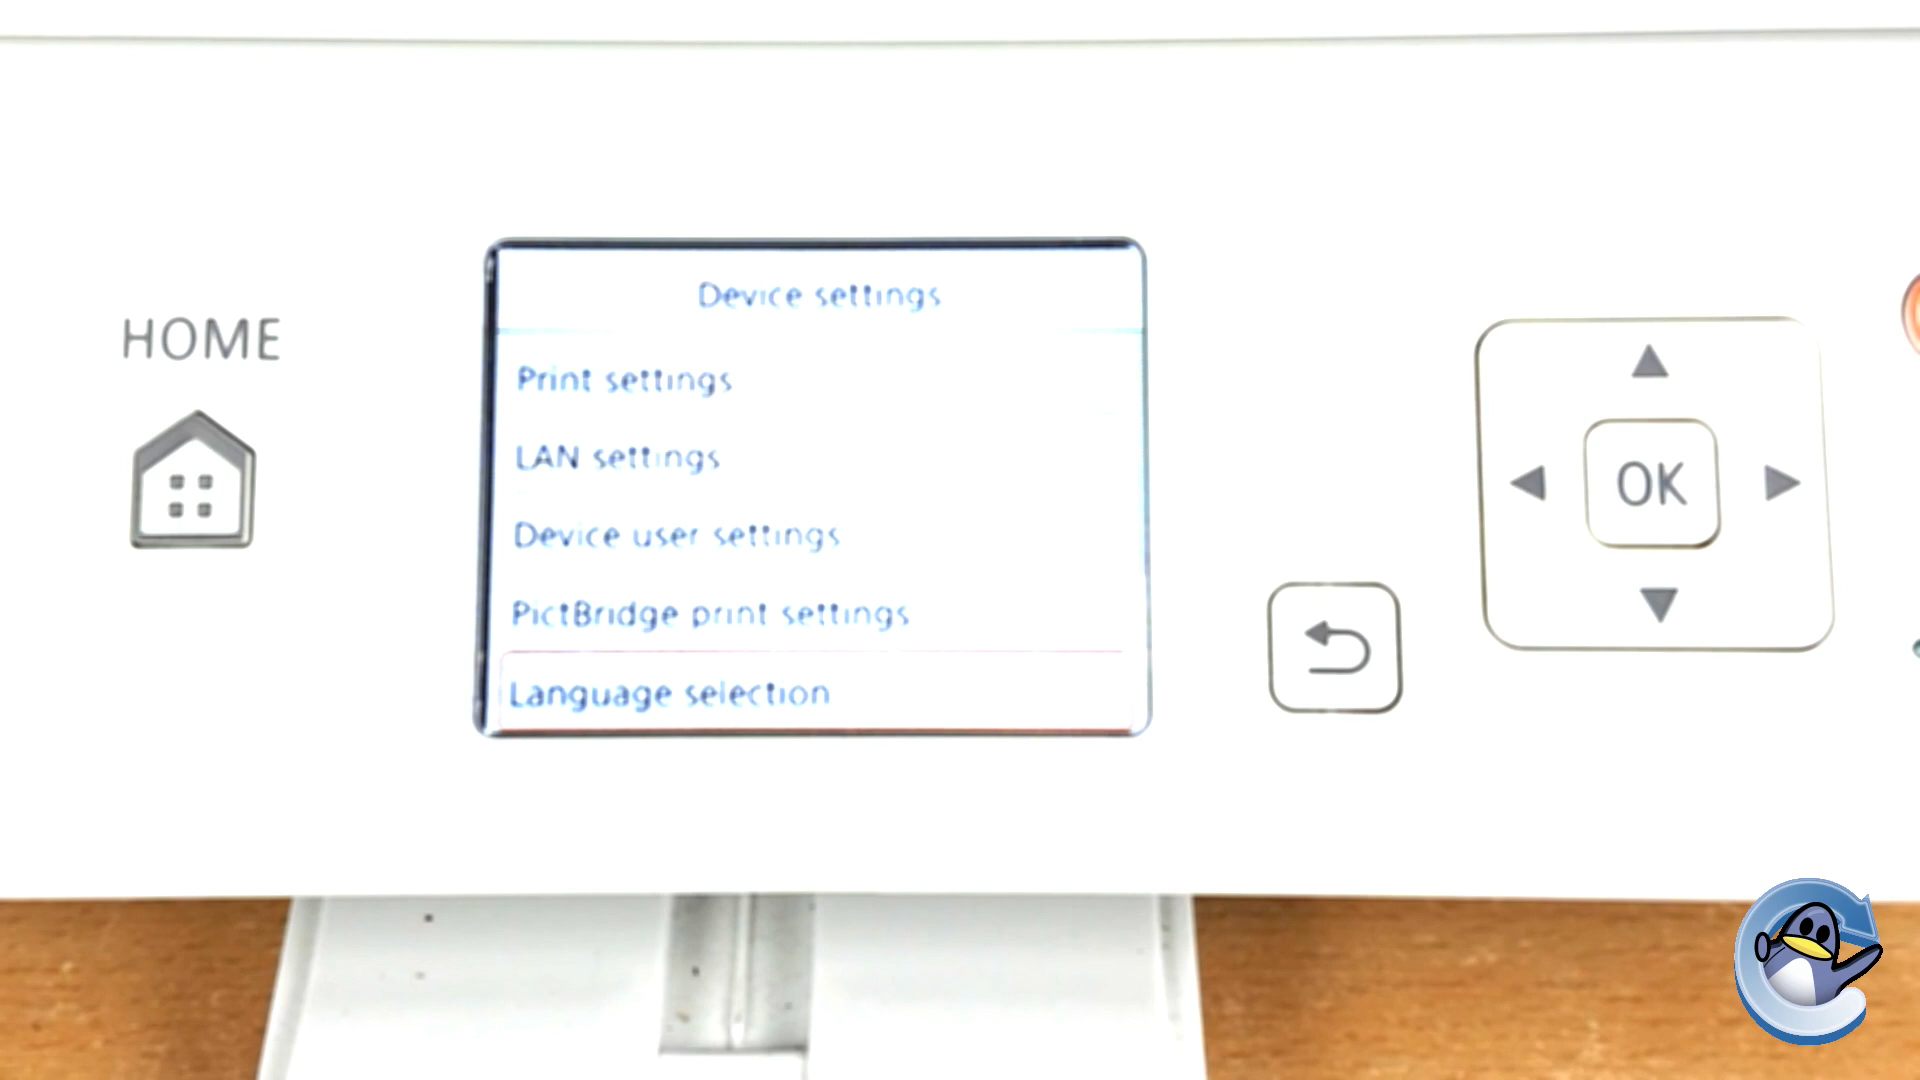 HOME
Device settings
Print settings
LAN settings
Device user settings
PictBridge print settings
Language selection
OK